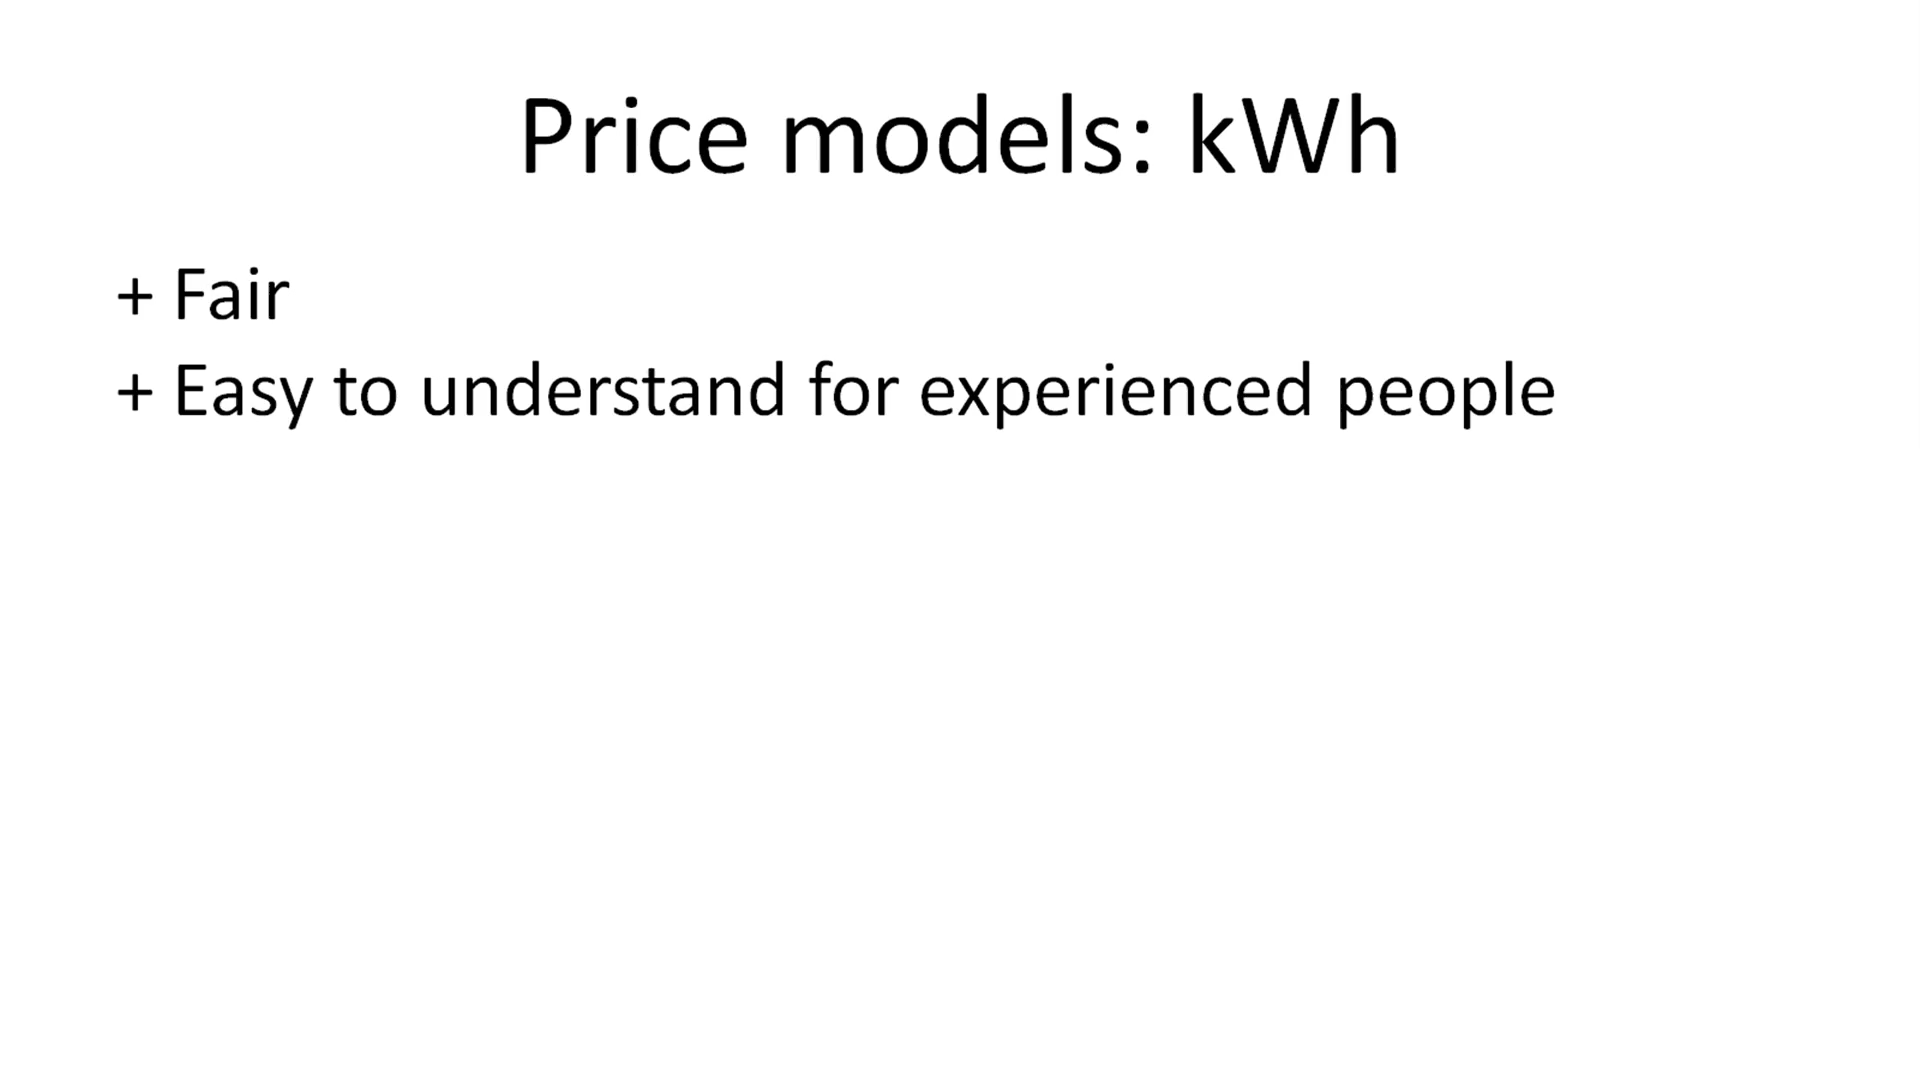 Price models: kWh
+ Fair
+ Easy to understand for experienced people